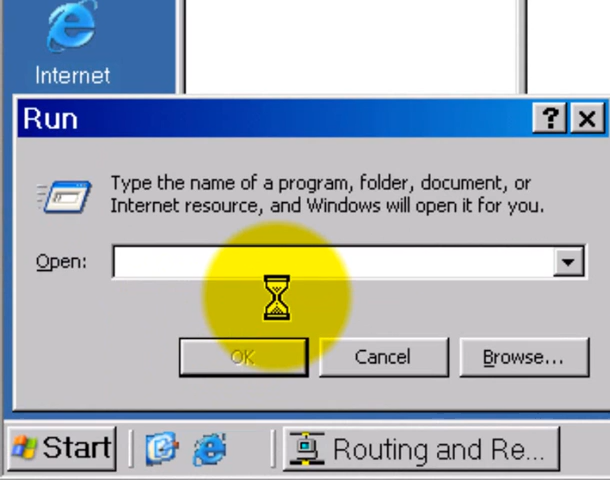 Internet
Run
Type the name of a program, folder, document, or
Internet resource, and Windows will open it for you.
Open:
OK Cancel Browse...
Start Routing and Re...